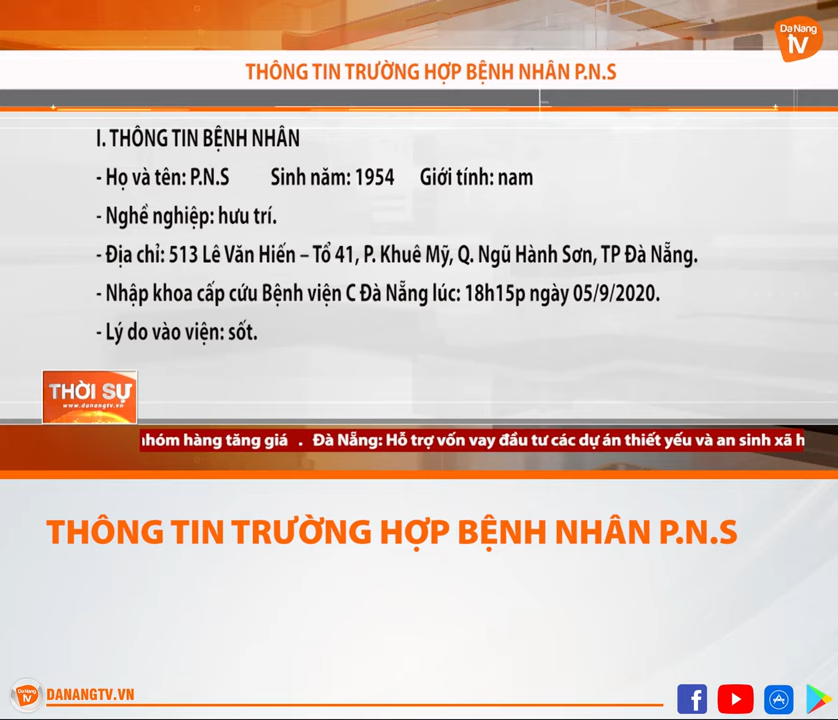 Da Nang
TV
THÔNG TIN TRƯỜNG HỢP BỆNH NHÂN P.N.S
I. THÔNG TIN BỆNH NHÂN
- Họ và tên: P.N.S Sinh năm: 1954 Giới tính: nam
- Nghề nghiệp: hưu trí.
- Địa chỉ: 513 Lê Văn Hiến – Tổ 41, P. Khuê Mỹ, Q. Ngũ Hành Sơn, TP Đà Nẵng.
- Nhập khoa cấp cứu Bệnh viện C Đà Nẵng lúc: 18h15p ngày 05/9/2020.
- Lý do vào viện: sốt.
THỜI SỰ
www.danangtv.vn
nhóm hàng tăng giá . Đà Nẵng: Hỗ trợ vốn vay đầu tư các dự án thiết yếu và an sinh xã h
THÔNG TIN TRƯỜNG HỢP BỆNH NHÂN P.N.S
Da Nang
TV
DANANGTV.VN